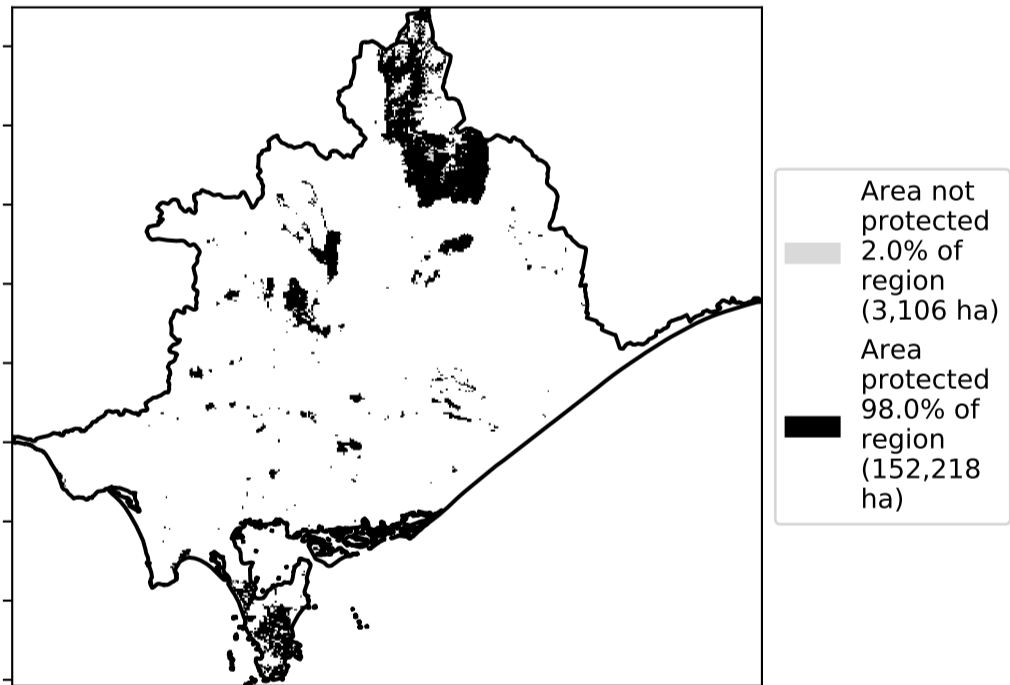 Area not
protected
2.0% of
region
(3,106 ha)
Area
protected
98.0% of
region
(152,218
ha)